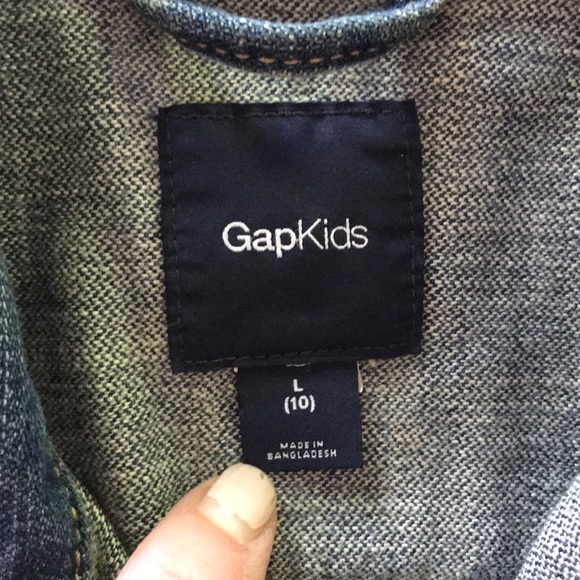 GapKids
L
(10)
MADE IN
BANGLADESH